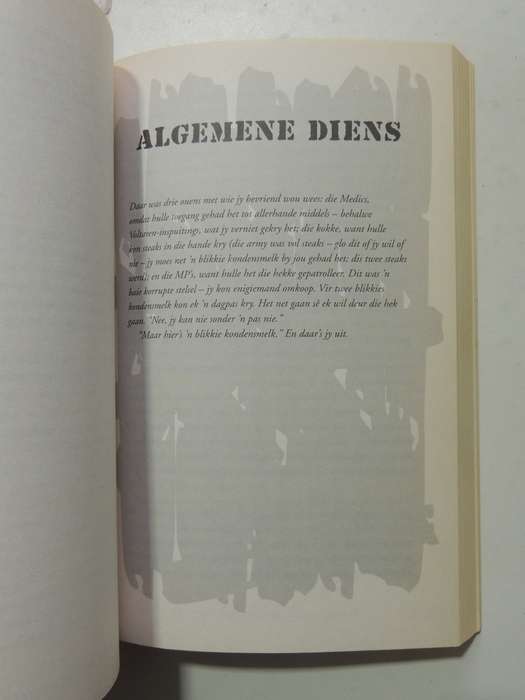 ALGEMENE DIENS
Daar was drie ouens met wie jy bevriend wou wees: die Medics,
omdat hulle toegang gehad het tot allerhande middels – behalwe
Voltaren-inspuitings, wat jy verniet gekry het; die kokke, want hulle
kon steaks in die hande kry (die army was vol steaks – glo dit of jy wil of
nie – jy moes net 'n blikkie kondensmelk by jou gehad het: dis twee steaks
werd); en die MP's, want hulle het die hekke gepatrolleer. Dit was 'n
baie korrupte stelsel – jy kon enigiemand omkoop. Vir twee blikkies
kondensmelk kon ek 'n dagpas kry. Het net gaan sê ek wil deur die hek
gaan. "Nee, jy kan nie sonder 'n pas nie."
"Maar hier's 'n blikkie kondensmelk." En daar's jy uit.